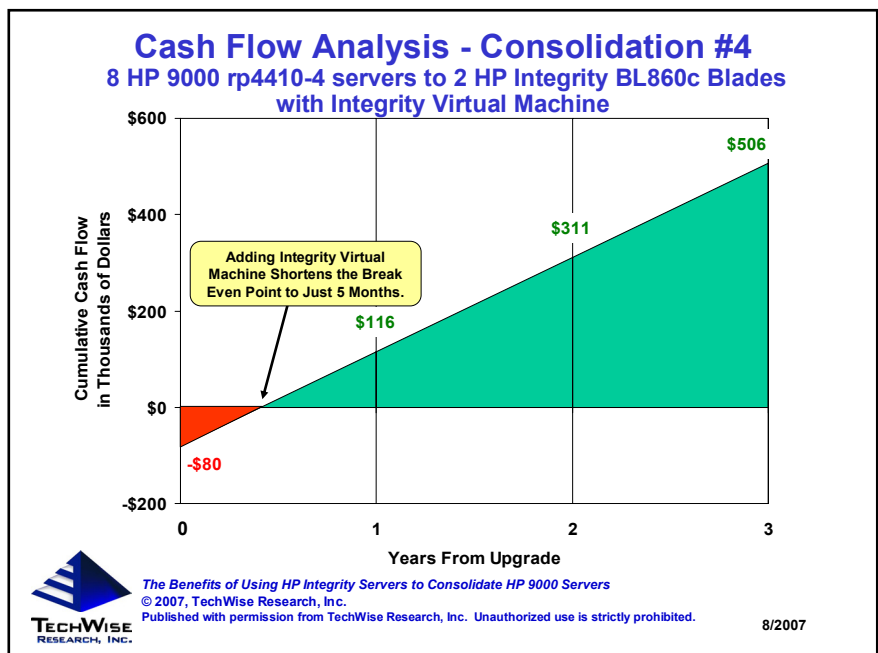 Cash Flow Analysis - Consolidation #4
8 HP 9000 rp4410-4 servers to 2 HP Integrity BL860c Blades
with Integrity Virtual Machine
Cumulative Cash Flow
in Thousands of Dollars
$600
$400
$200
$0
-$200
$506
$311
$116
-$80
Adding Integrity Virtual
Machine Shortens the Break
Even Point to Just 5 Months.
0
1
2
3
Years From Upgrade
TECHWISE
RESEARCH, INC.
The Benefits of Using HP Integrity Servers to Consolidate HP 9000 Servers
© 2007, TechWise Research, Inc.
Published with permission from TechWise Research, Inc. Unauthorized use is strictly prohibited.
8/2007